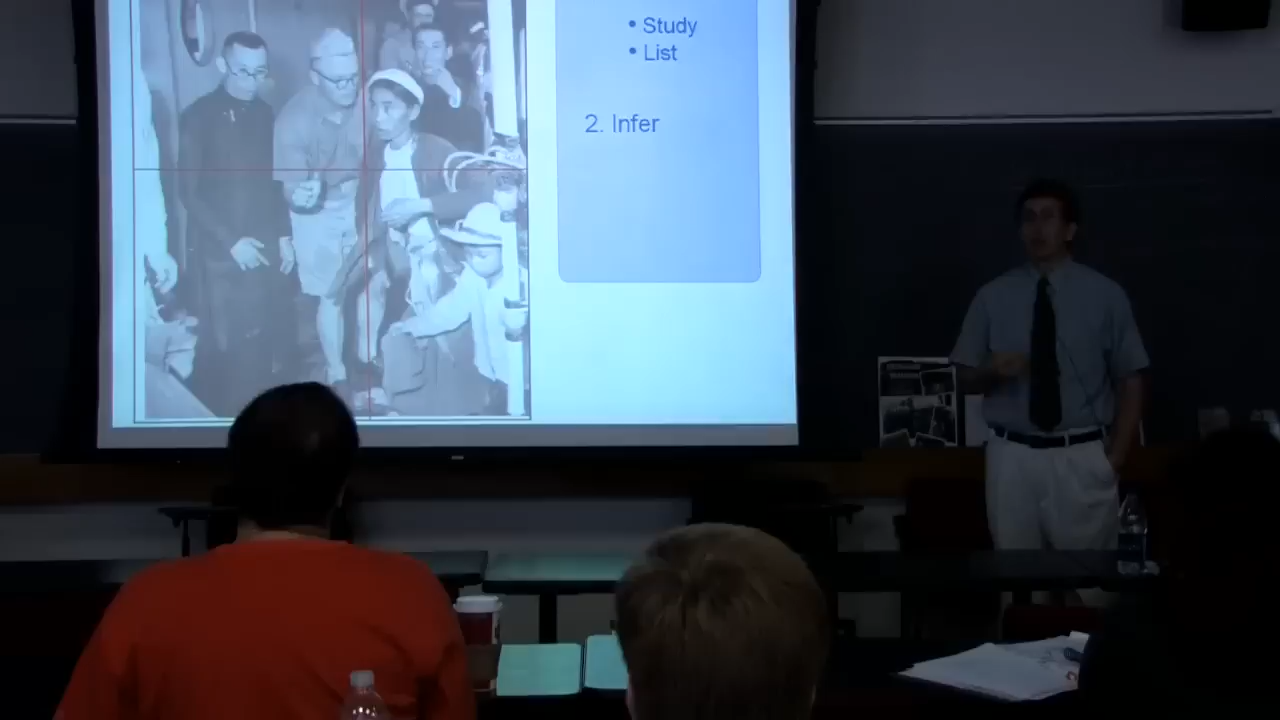 • Study
• List
2. Infer